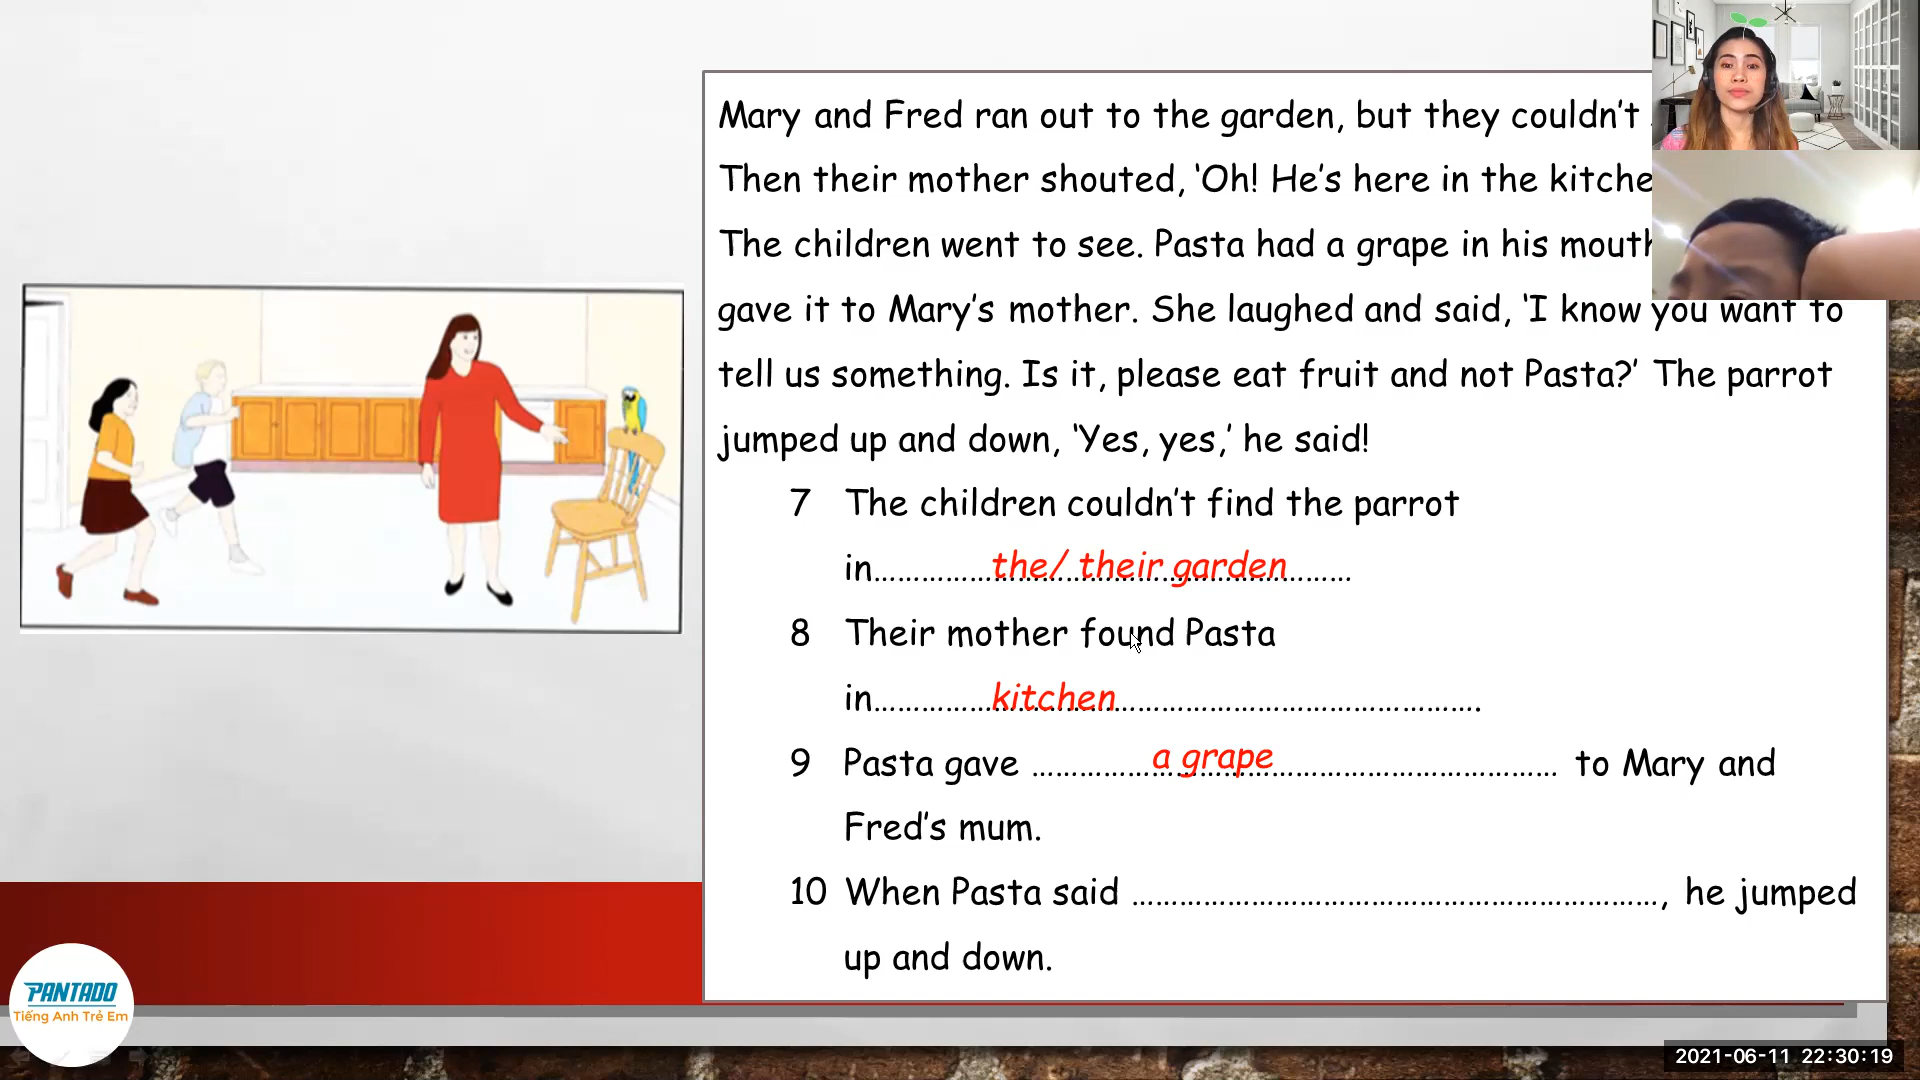 Mary and Fred ran out to the garden, but they couldn't
Then their mother shouted, 'Oh! He's here in the
The children went to see. Pasta had a grape in his
gave it to Mary's mother. She laughed and said, 'I know you want to
tell us something. Is it, please eat fruit and not Pasta?' The parrot
jumped up and down, 'Yes, yes,' he said!
7 The children couldn't find the parrot
in………………the/ their garden………………
8 Their mother found Pasta
in………………kitchen……………………………….
9 Pasta gave ………………a grape……………………… to Mary and
Fred's mum.
10 When Pasta said ……………………………………………………, he jumped
up and down.
PANTADO
Tiếng Anh Trẻ Em
2021-06-11 22:30:19